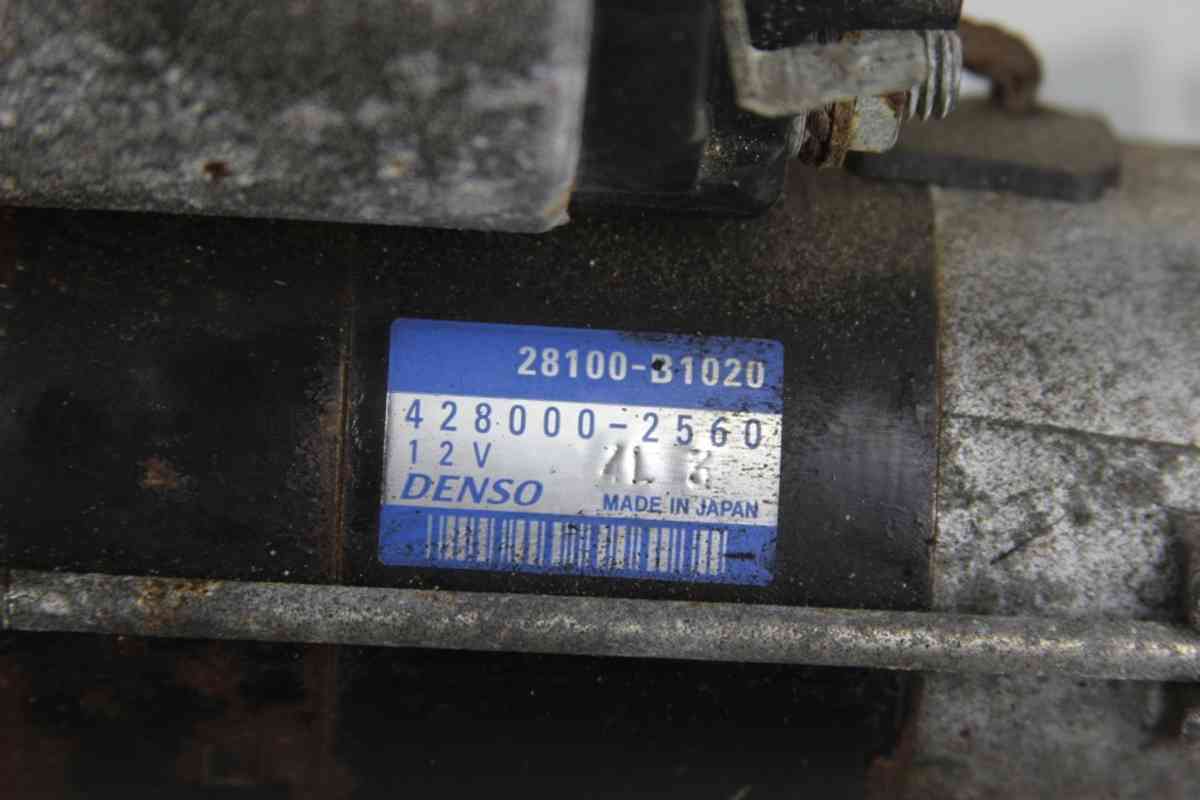 28100-B1020
428000-2560
12V
DENSO MADE IN JAPAN